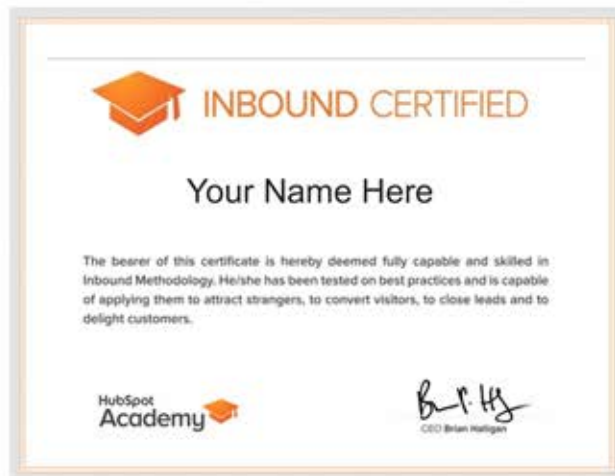 INBOUND CERTIFIED
Your Name Here
The bearer of this certificate is hereby deemed fully capable and skilled in
Inbound Methodology. He/she has been tested on best practices and is capable
of applying them to attract strangers, to convert visitors, to close leads and to
delight customers.
HubSpot
Academy
CEO Brian Halligan